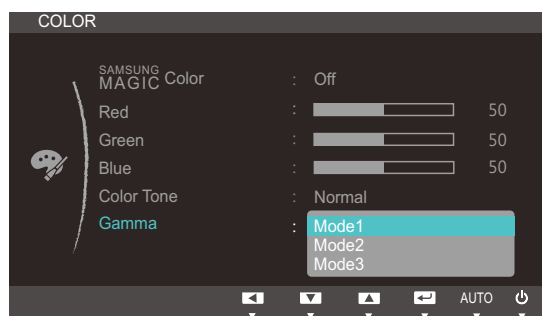 COLOR
SAMSUNG MAGIC Color : Off
Red : 50
Green : 50
Blue : 50
Color Tone : Normal
Gamma : Mode1
Mode2
Mode3
AUTO